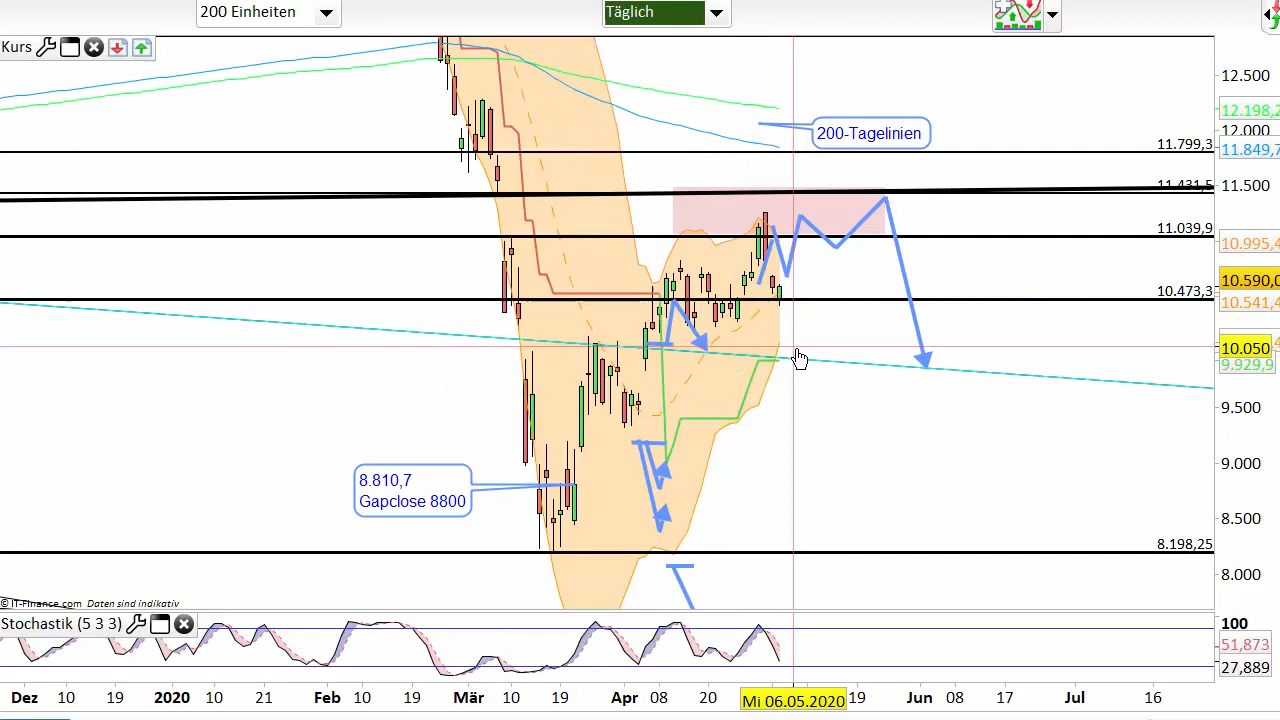 200 Einheiten
Täglich
Kurs
12.500
12.198,2
12.000
200-Tagelinien
11.849,7
11.799,3
11.500
11.431,5
11.039,9
10.995,4
10.590,0
10.473,3
10.541,4
10.050
9.929,9
9.500
8.810,7
Gapclose 8800
9.000
8.500
8.198,25
8.000
© IT-Finance.com Daten sind indikativ
Stochastik (5 3 3)
100
51,873
27,889
Dez 10 19 2020 10 21 Feb 10 19 Mär 10 19 Apr 08 20 Mi 06.05.2020 19 Jun 08 17 Jul 16